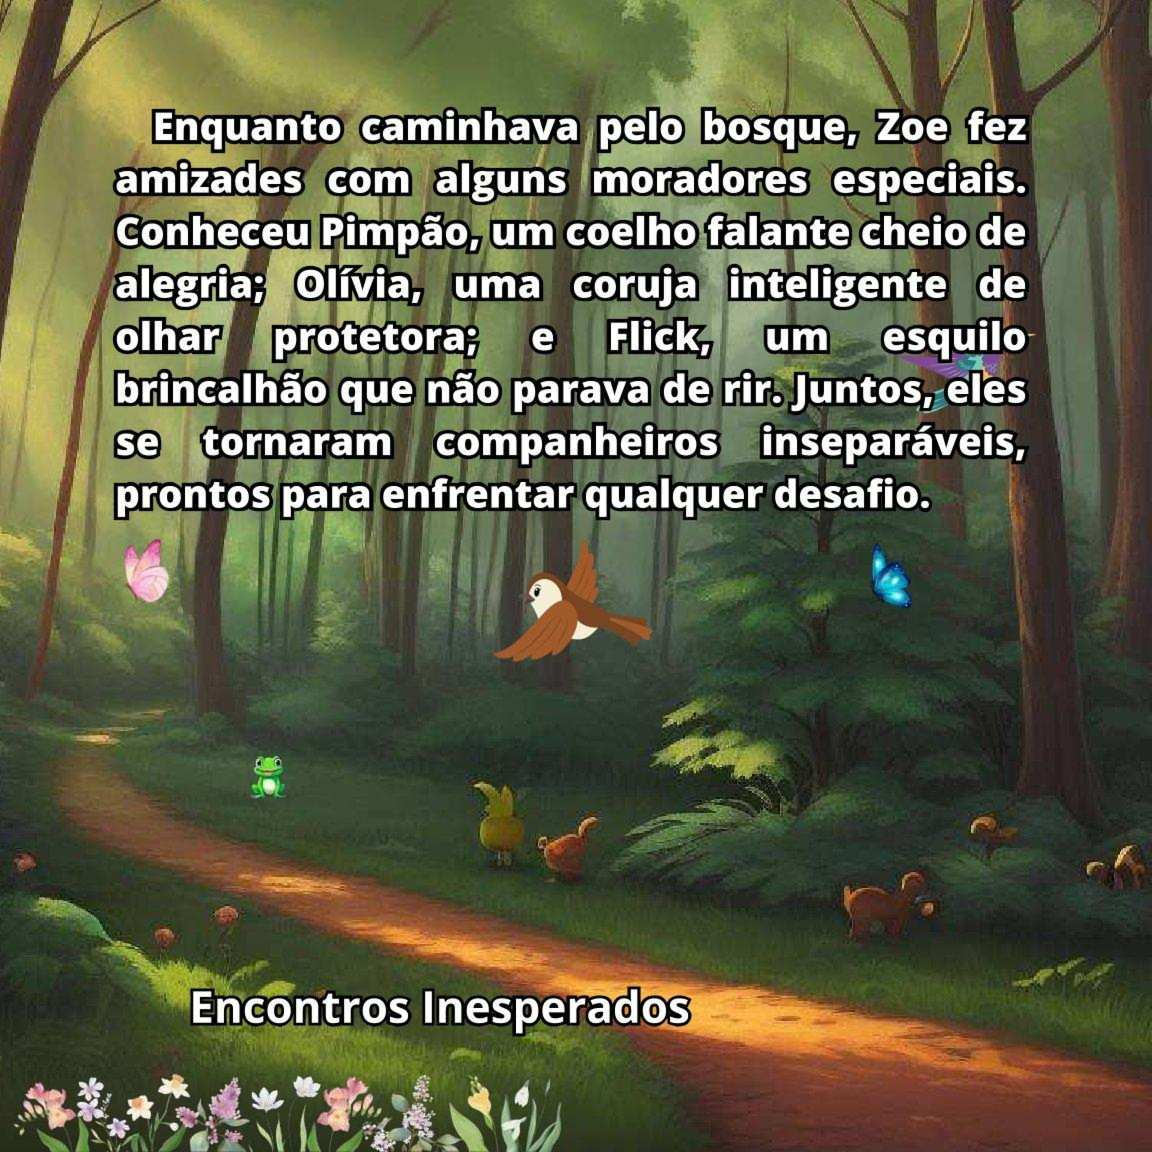 Enquanto caminhava pelo bosque, Zoe fez
amizades com alguns moradores especiais.
Conheceu Pimpão, um coelho falante cheio de
alegria; Olívia, uma coruja inteligente de
olhar protetora; e Flick, um esquilo
brincalhão que não parava de rir. Juntos, eles
se tornaram companheiros inseparáveis,
prontos para enfrentar qualquer desafio.
Encontros Inesperados